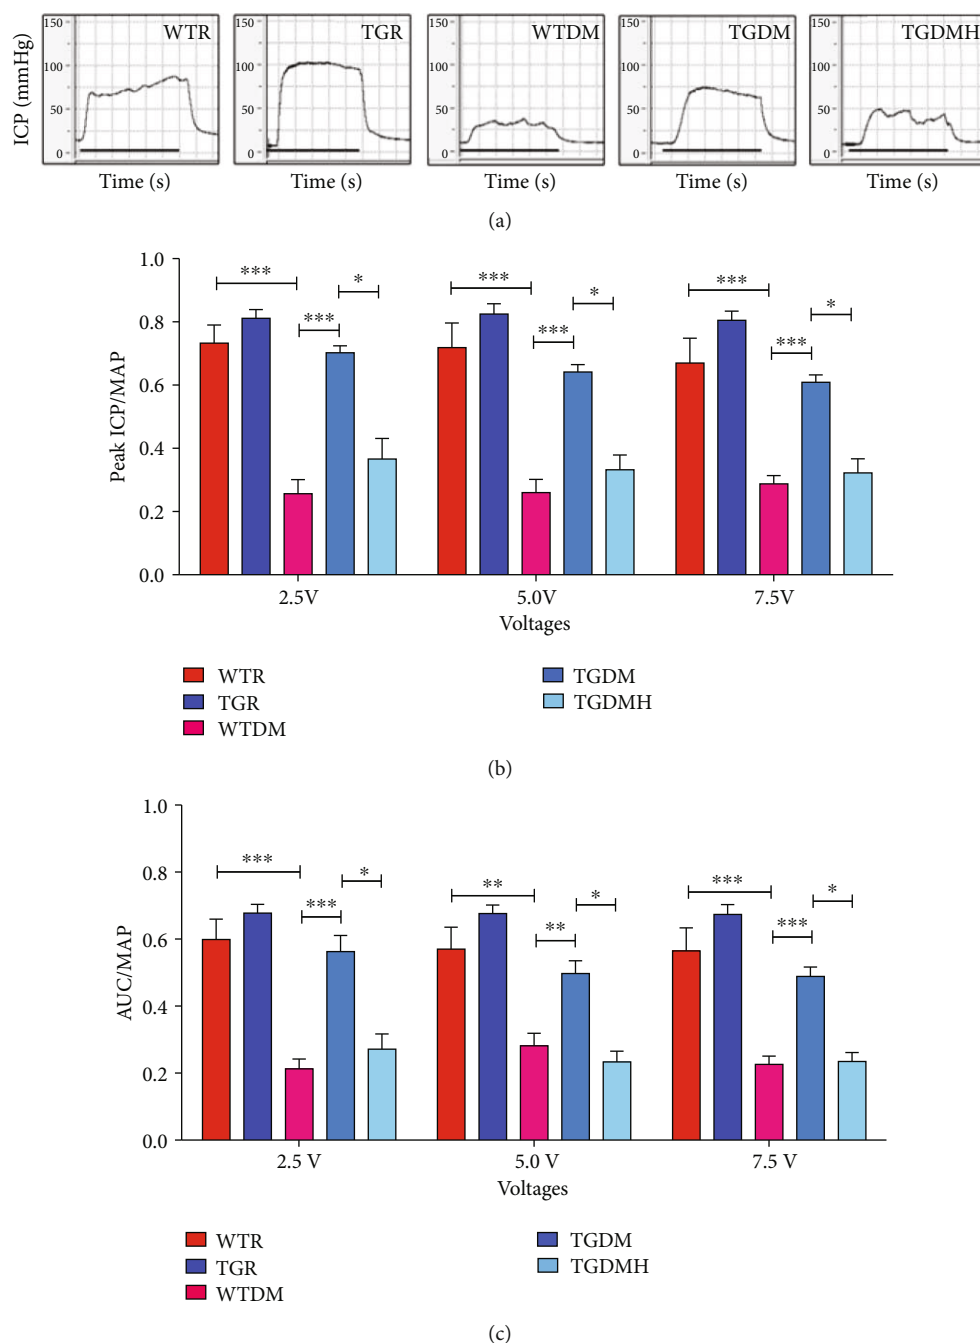 ICP (mmHg)
150
100
50
0
WTR
Time (s)
150
100
50
0
TGR
Time (s)
150
100
50
0
WTDM
Time (s)
150
100
50
0
TGDM
Time (s)
150
100
50
0
TGDMH
Time (s)
(a)
Peak ICP/MAP
1.0
0.8
0.6
0.4
0.2
0.0
*** *** *
*** *** *
*** *** *
2.5V 5.0V 7.5V
Voltages
WTR
TGR
WTDM
TGDM
TGDMH
(b)
AUC/MAP
1.0
0.8
0.6
0.4
0.2
0.0
*** *** *
** ** *
*** *** *
2.5 V 5.0 V 7.5 V
Voltages
WTR
TGR
WTDM
TGDM
TGDMH
(c)